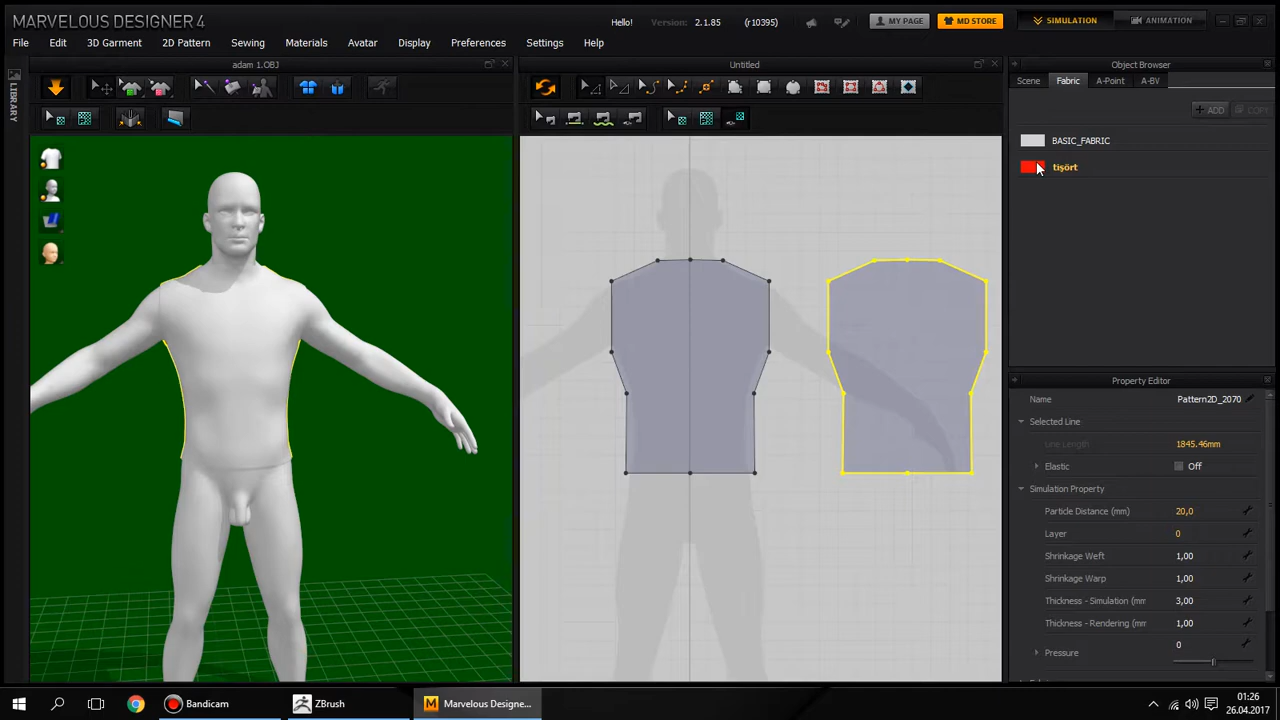 MARVELOUS DESIGNER 4
Hello!
Version: 2.1.85 (r10395)
MY PAGE
MD STORE
SIMULATION
ANIMATION
File Edit 3D Garment 2D Pattern Sewing Materials Avatar Display Preferences Settings Help
LIBRARY
adam 1.OBJ
Untitled
Object Browser
Scene Fabric A-Point A-BV
+ ADD COPY
BASIC_FABRIC
tişört
Property Editor
Name Pattern2D_2070
Selected Line
Line Length 1845.46mm
Elastic Off
Simulation Property
Particle Distance (mm) 20,0
Layer 0
Shrinkage Weft 1,00
Shrinkage Warp 1,00
Thickness - Simulation (mm 3,00
Thickness - Rendering (mm 1,00
Pressure 0
Bandicam
ZBrush
Marvelous Designe...
01:26
26.04.2017